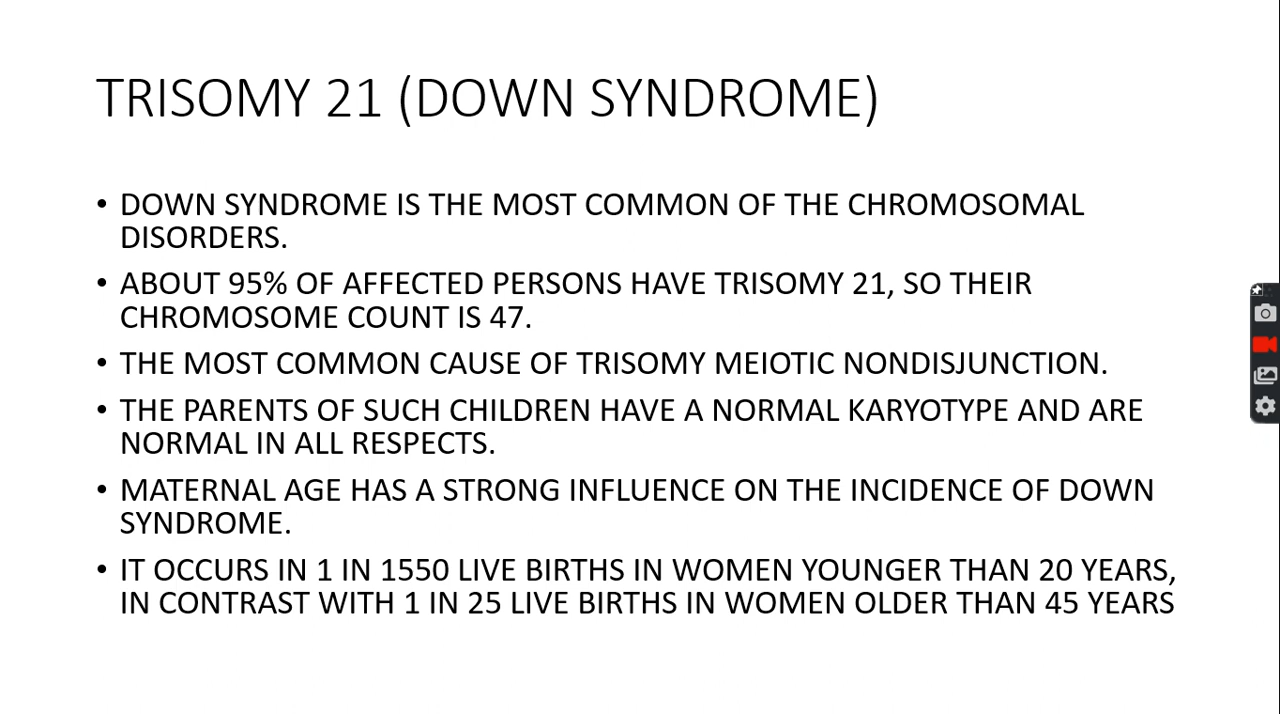 TRISOMY 21 (DOWN SYNDROME)
• DOWN SYNDROME IS THE MOST COMMON OF THE CHROMOSOMAL
DISORDERS.
• ABOUT 95% OF AFFECTED PERSONS HAVE TRISOMY 21, SO THEIR
CHROMOSOME COUNT IS 47.
• THE MOST COMMON CAUSE OF TRISOMY MEIOTIC NONDISJUNCTION.
• THE PARENTS OF SUCH CHILDREN HAVE A NORMAL KARYOTYPE AND ARE
NORMAL IN ALL RESPECTS.
• MATERNAL AGE HAS A STRONG INFLUENCE ON THE INCIDENCE OF DOWN
SYNDROME.
• IT OCCURS IN 1 IN 1550 LIVE BIRTHS IN WOMEN YOUNGER THAN 20 YEARS,
IN CONTRAST WITH 1 IN 25 LIVE BIRTHS IN WOMEN OLDER THAN 45 YEARS